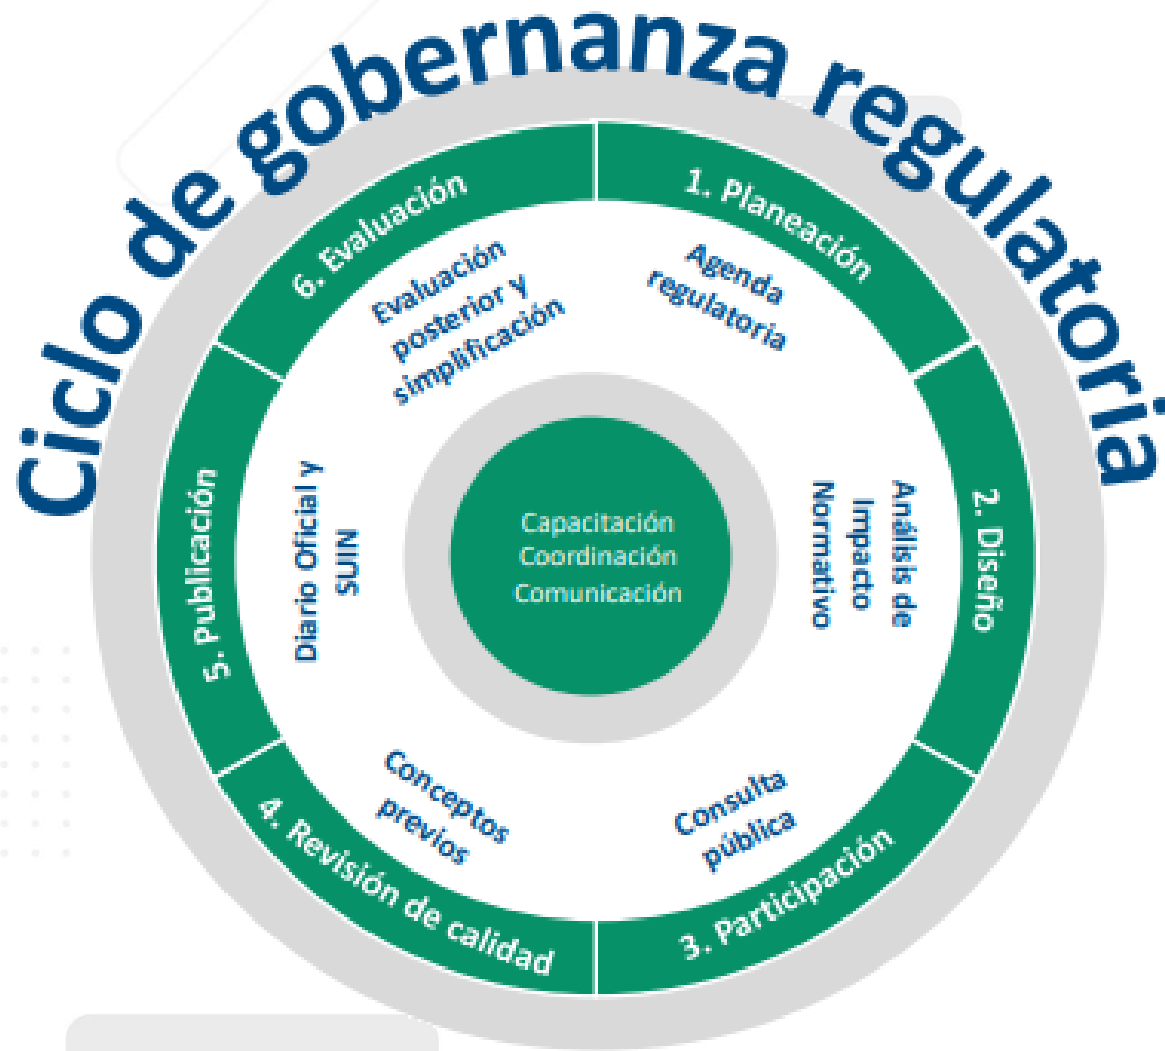 Ciclo de gobernanza regulatoria
1. Planeación
Agenda
regulatoria
2. Diseño
Análisis de
Impacto
Normativo
3. Participación
Consulta
pública
4. Revisión de calidad
Conceptos
previos
5. Publicación
Diario Oficial y
SUIN
6. Evaluación
Evaluación
posterior y
simplificación
Capacitación
Coordinación
Comunicación